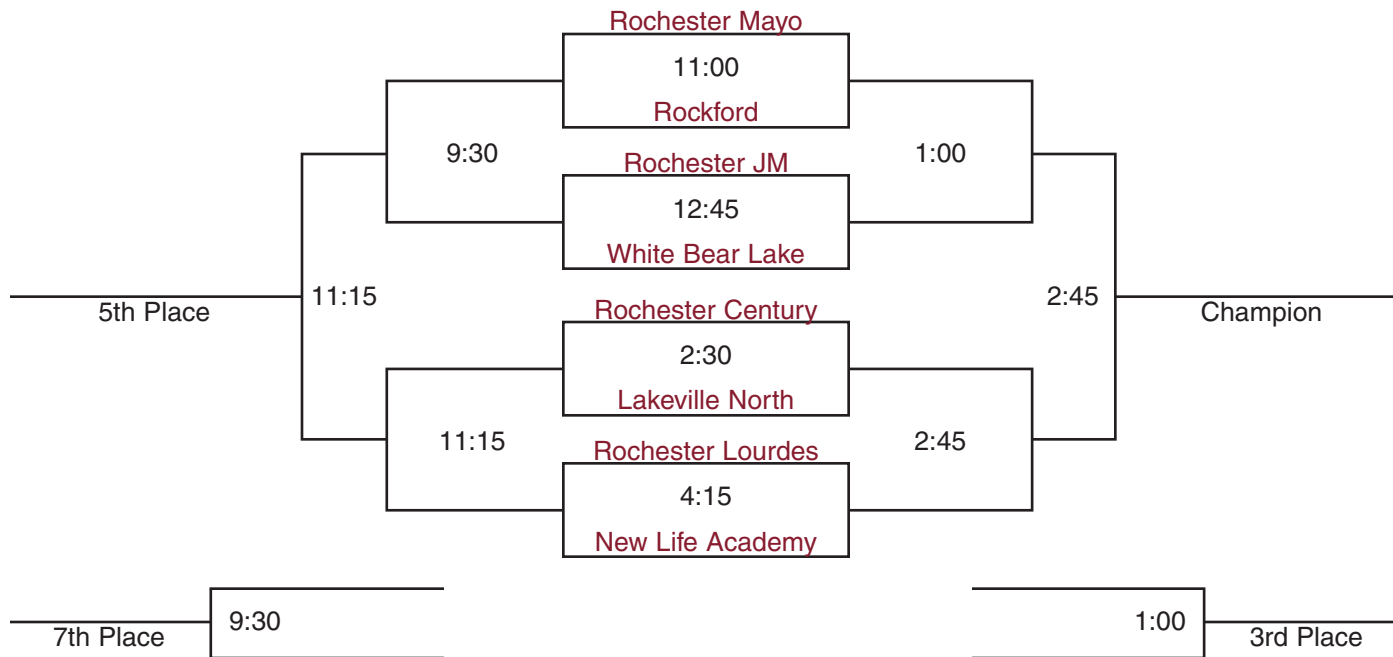 Rochester Mayo
11:00
Rockford
9:30
1:00
Rochester JM
12:45
White Bear Lake
11:15
2:45
5th Place
Champion
Rochester Century
2:30
Lakeville North
11:15
2:45
Rochester Lourdes
4:15
New Life Academy
9:30
1:00
7th Place
3rd Place